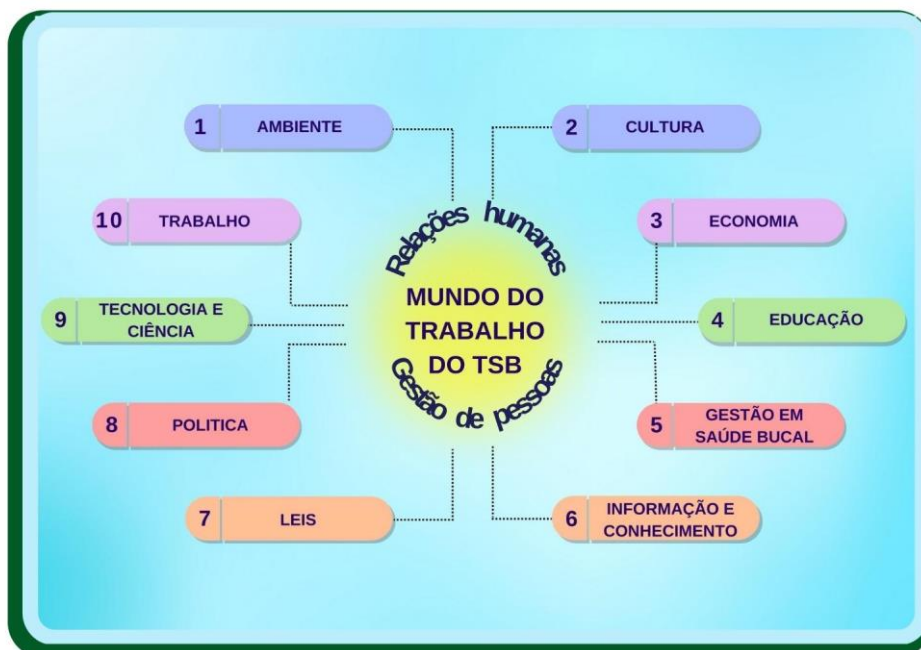 1 AMBIENTE
2 CULTURA
10 TRABALHO
3 ECONOMIA
Relações humanas
MUNDO DO
TRABALHO
DO TSB
Gestão de pessoas
9 TECNOLOGIA E
CIÊNCIA
4 EDUCAÇÃO
8 POLITICA
5 GESTÃO EM
SAÚDE BUCAL
7 LEIS
6 INFORMAÇÃO E
CONHECIMENTO